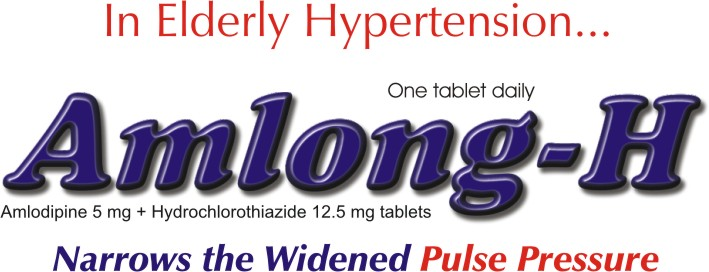 In Elderly Hypertension...
One tablet daily
Amlong-H
Amlodipine 5 mg + Hydrochlorothiazide 12.5 mg tablets
Narrows the Widened Pulse Pressure